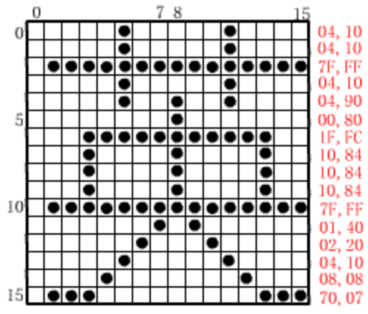 0 7 8 15
0 04, 10
04, 10
7F, FF
04, 10
04, 90
5 00, 80
1F, FC
10, 84
10, 84
10, 84
10 7F, FF
01, 40
02, 20
04, 10
08, 08
15 70, 07